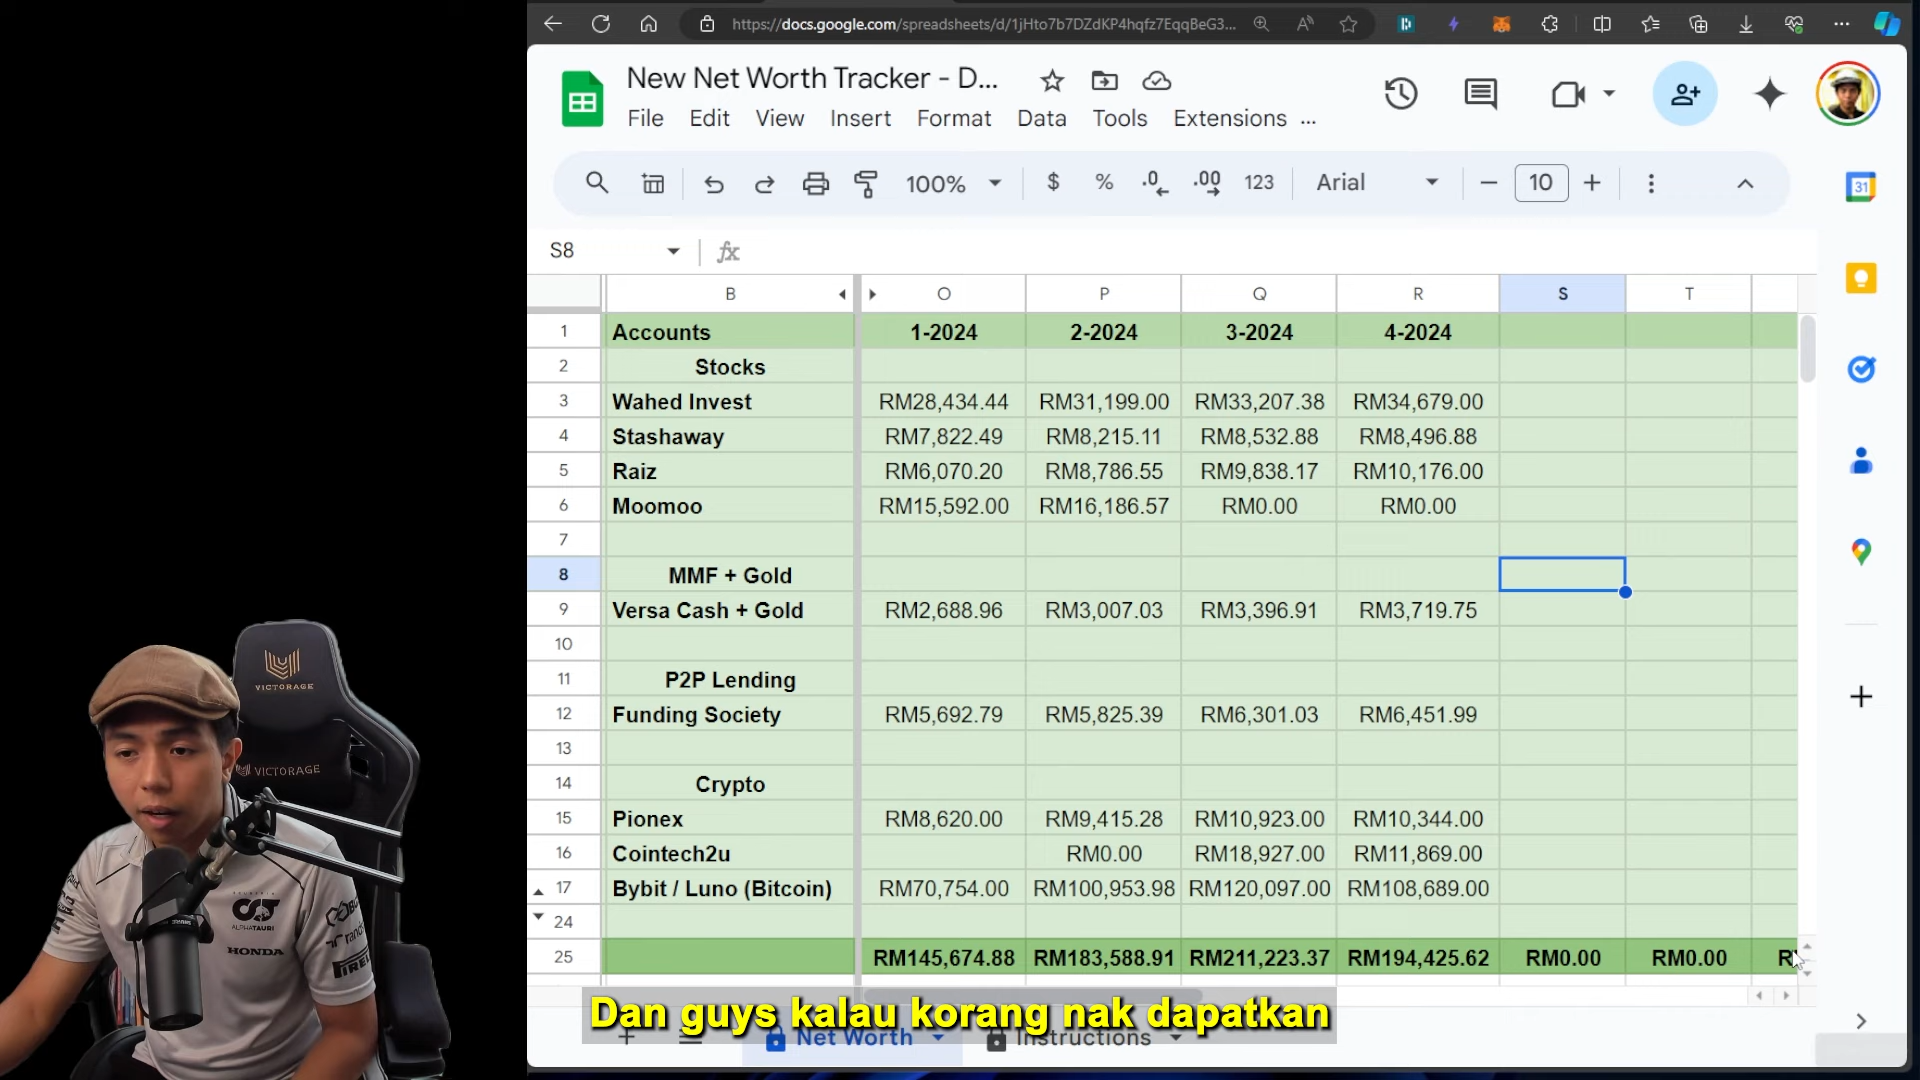 https://docs.google.com/spreadsheets/d/1jHto7b7DZdKP4hqfz7EqqBeG3...
New Net Worth Tracker - D...
File Edit View Insert Format Data Tools Extensions ...
100% $ % .0 .00 123 Arial 10
31
S8 fx
B O P Q R S T
1 Accounts 1-2024 2-2024 3-2024 4-2024
2 Stocks
3 Wahed Invest RM28,434.44 RM31,199.00 RM33,207.38 RM34,679.00
4 Stashaway RM7,822.49 RM8,215.11 RM8,532.88 RM8,496.88
5 Raiz RM6,070.20 RM8,786.55 RM9,838.17 RM10,176.00
6 Moomoo RM15,592.00 RM16,186.57 RM0.00 RM0.00
7
8 MMF + Gold
9 Versa Cash + Gold RM2,688.96 RM3,007.03 RM3,396.91 RM3,719.75
10
11 P2P Lending
12 Funding Society RM5,692.79 RM5,825.39 RM6,301.03 RM6,451.99
13
14 Crypto
15 Pionex RM8,620.00 RM9,415.28 RM10,923.00 RM10,344.00
16 Cointech2u RM0.00 RM18,927.00 RM11,869.00
17 Bybit / Luno (Bitcoin) RM70,754.00 RM100,953.98 RM120,097.00 RM108,689.00
24
25 RM145,674.88 RM183,588.91 RM211,223.37 RM194,425.62 RM0.00 RM0.00
Dan guys kalau korang nak dapatkan
Net Worth Instructions
VICTORAGE
VICTORAGE
ALPHATAURI
HONDA
PIRELLI